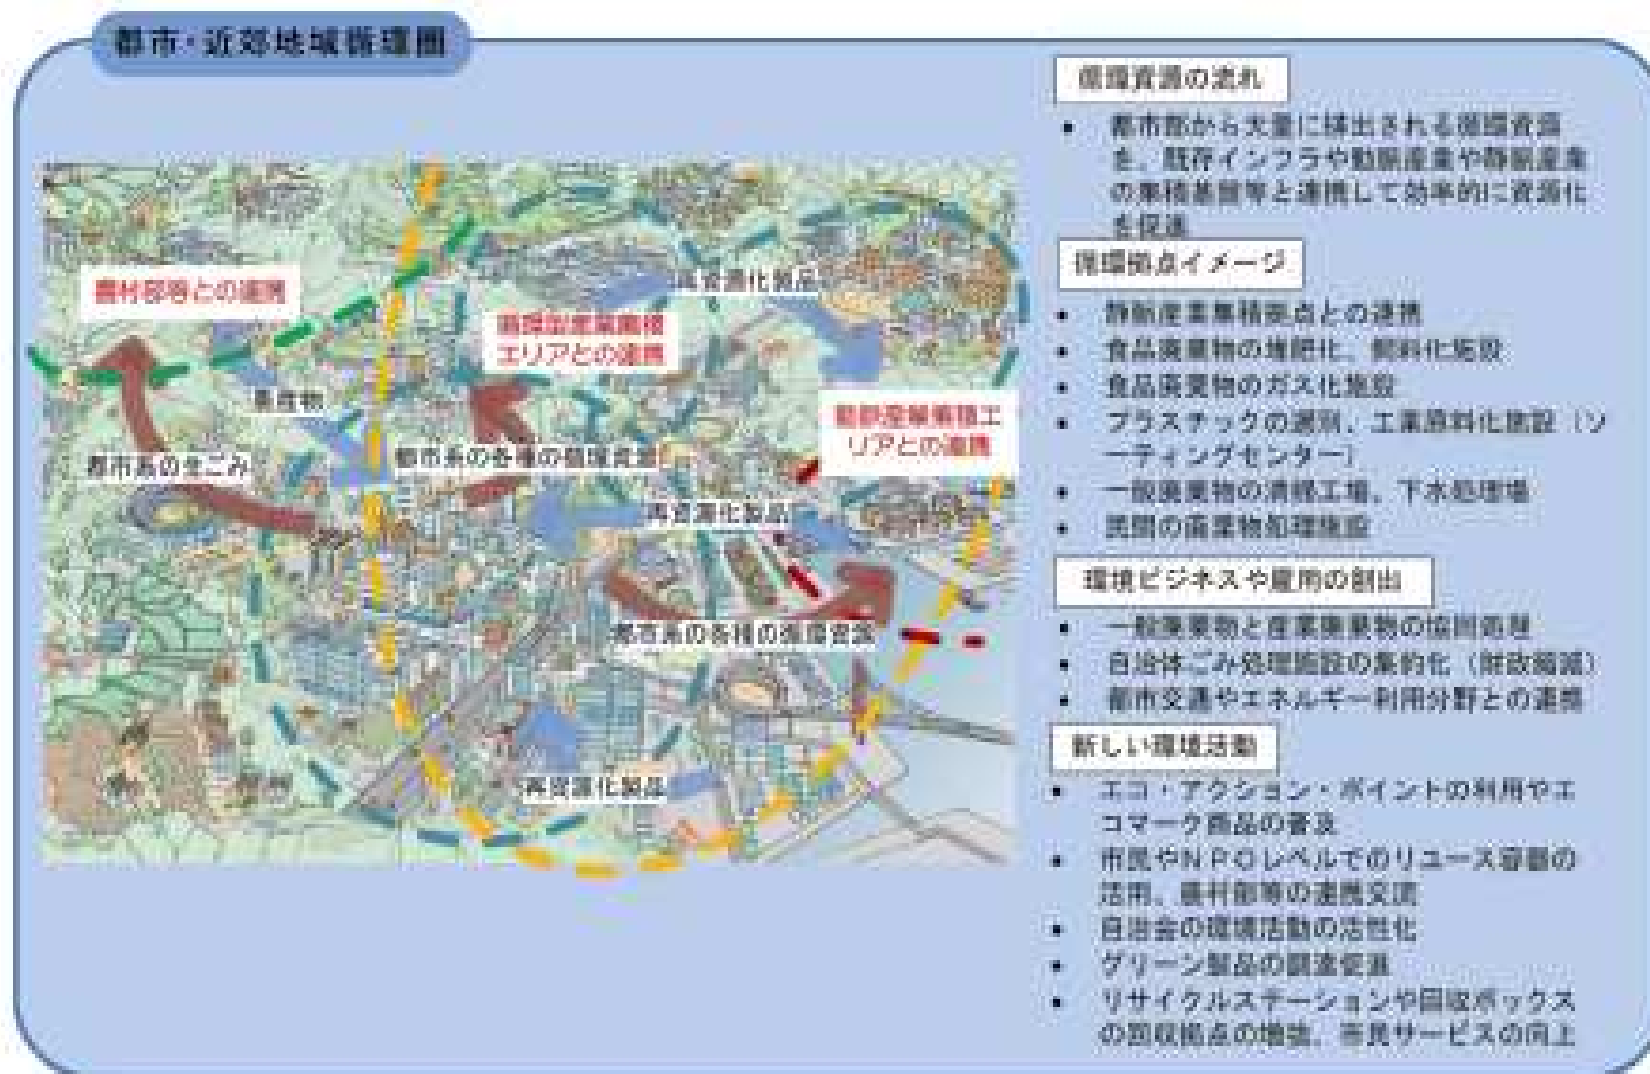 都市・近郊地域循環圏
農村部等との連携
循環型産業集積
エリアとの連携
動脈産業集積エ
リアとの連携
再資源化製品
農産物
都市系の生ごみ
都市系の各種の循環資源
再資源化製品
都市系の各種の循環資源
再資源化製品
循環資源の流れ
• 都市部から大量に排出される循環資源
を、既存インフラや動脈産業や静脈産業
の集積基盤等と連携して効率的に資源化
を促進
循環拠点イメージ
• 静脈産業集積拠点との連携
• 食品廃棄物の堆肥化、飼料化施設
• 食品廃棄物のガス化施設
• プラスチックの選別、工業原料化施設（ソ
ーティングセンター）
• 一般廃棄物の清掃工場、下水処理場
• 民間の廃棄物処理施設
環境ビジネスや雇用の創出
• 一般廃棄物と産業廃棄物の協同処理
• 自治体ごみ処理施設の集約化（財政縮減）
• 都市交通やエネルギー利用分野との連携
新しい環境活動
• エコ・アクション・ポイントの利用やエ
コマーク商品の普及
• 市民やＮＰＯレベルでのリユース容器の
活用、農村部等の連携交流
• 自治会の環境活動の活性化
• グリーン製品の調達促進
• リサイクルステーションや回収ボックス
の回収拠点の増強、市民サービスの向上